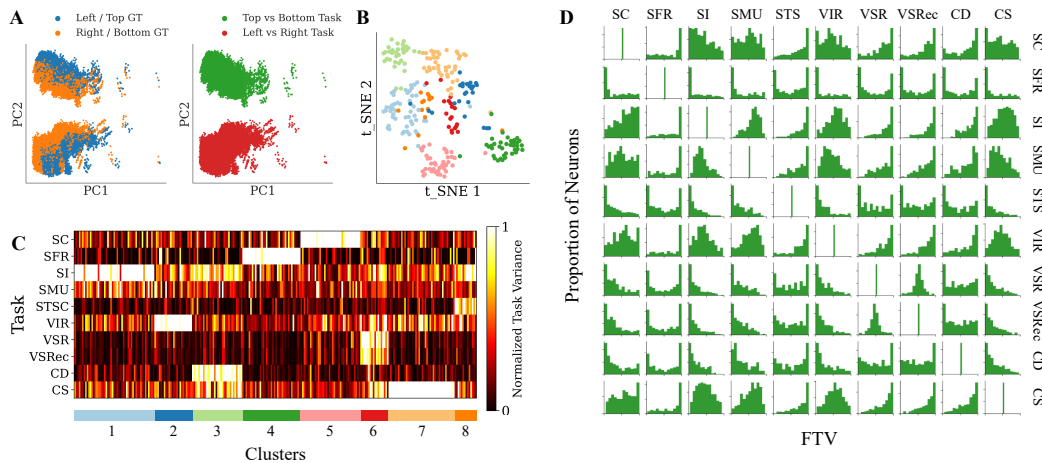 A
Left / Top GT
Right / Bottom GT
Top vs Bottom Task
Left vs Right Task
PC2
PC1
PC2
PC1
B
t_SNE 2
t_SNE 1
C
Task
SC
SFR
SI
SMU
STSC
VIR
VSR
VSRec
CD
CS
1
2
3
4
5
6
7
8
Clusters
1
0
Normalized Task Variance
D
SC SFR SI SMU STS VIR VSR VSRec CD CS
Proportion of Neurons
SC
SFR
SI
SMU
STS
VIR
VSR
VSRec
CD
CS
FTV